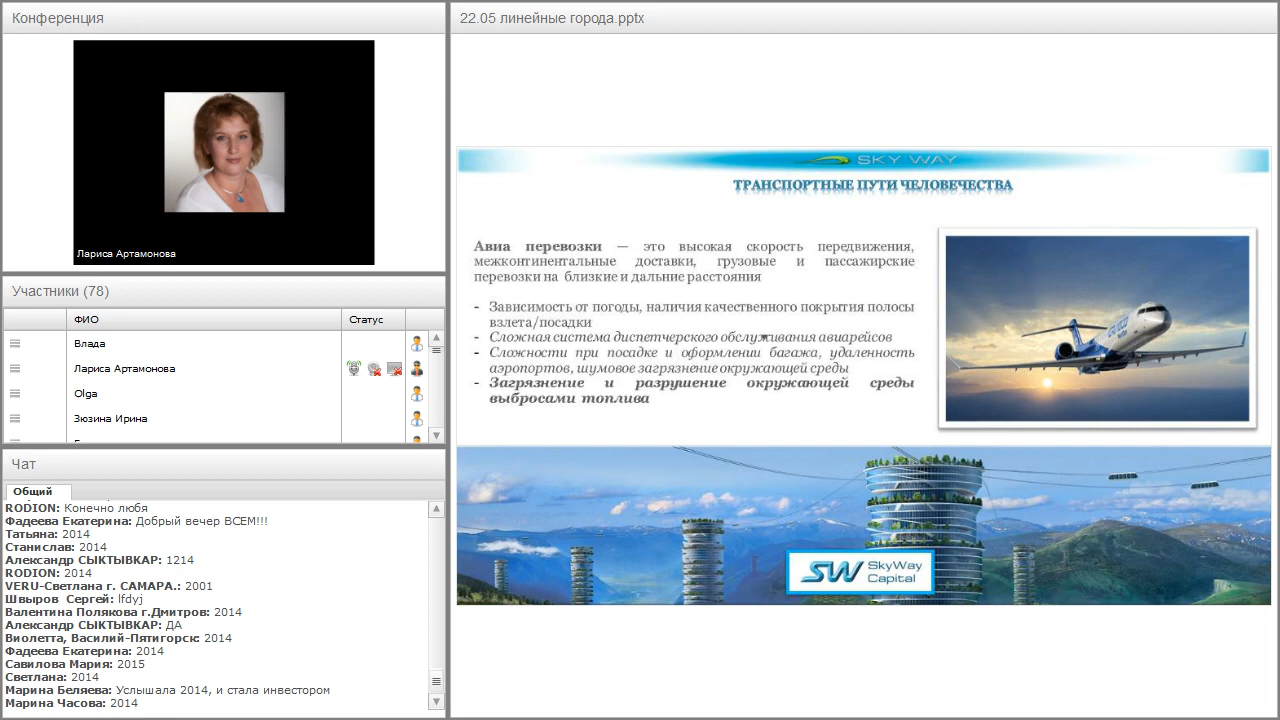 Конференция
Лариса Артамонова
Участники (78)
ФИО
Статус
Влада
Лариса Артамонова
Olga
Зюзина Ирина
Чат
Общий
RODION: Конечно любя
Фадеева Екатерина: Добрый вечер ВСЕМ!!!
Татьяна: 2014
Станислав: 2014
Александр СЫКТЫВКАР: 1214
RODION: 2014
VERU-Светлана г. САМАРА.: 2001
Швыров Сергей: lfdyj
Валентина Полякова г.Дмитров: 2014
Александр СЫКТЫВКАР: ДА
Виолетта, Василий-Пятигорск: 2014
Фадеева Екатерина: 2014
Савилова Мария: 2015
Светлана: 2014
Марина Беляева: Услышала 2014, и стала инвестором
Марина Часова: 2014
22.05 линейные города.pptx
SKY WAY
ТРАНСПОРТНЫЕ ПУТИ ЧЕЛОВЕЧЕСТВА
Авиа перевозки — это высокая скорость передвижения,
межконтинентальные доставки, грузовые и пассажирские
перевозки на близкие и дальние расстояния
- Зависимость от погоды, наличия качественного покрытия полосы
взлета/посадки
- Сложная система диспетчерского обслуживания авиарейсов
- Сложности при посадке и оформлении багажа, удаленность
аэропортов, шумовое загрязнение окружающей среды
- Загрязнение и разрушение окружающей среды
выбросами топлива
SW SkyWay
Capital